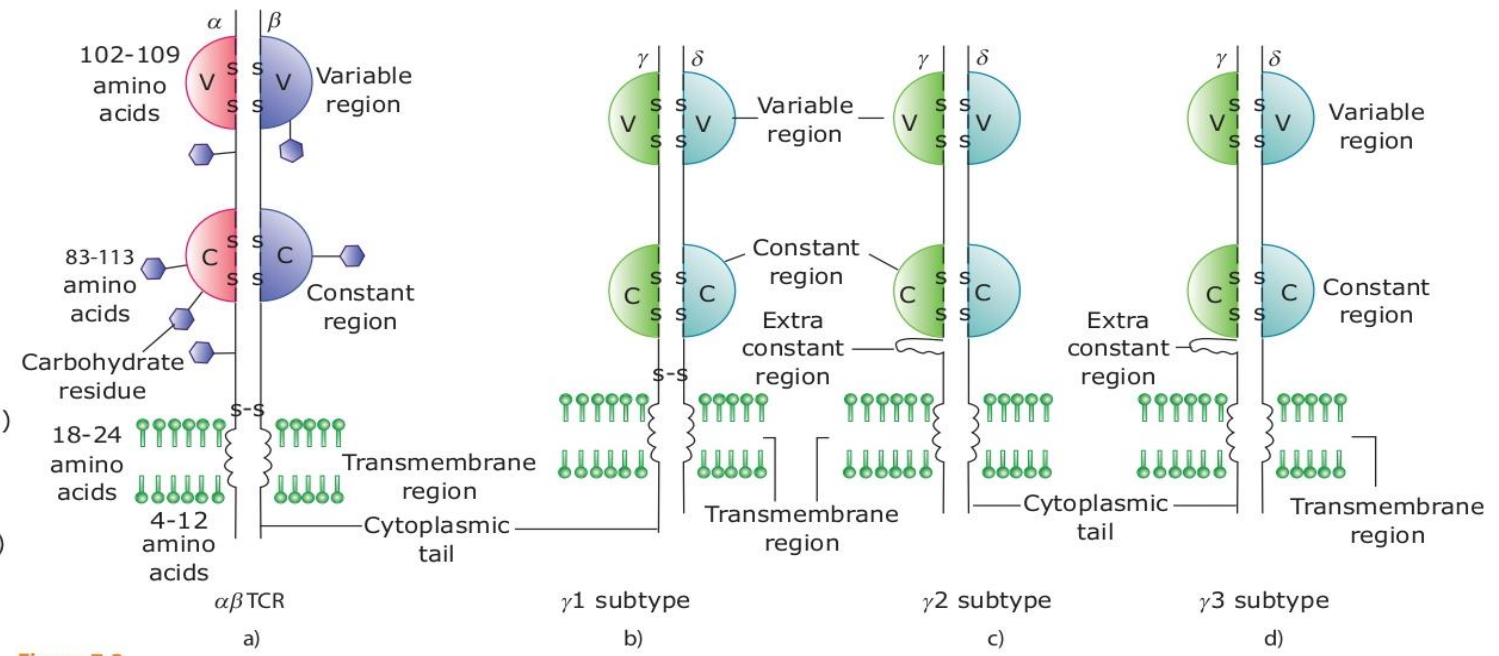 α β
102-109
amino
acids
V S S V
S S
Variable
region
83-113
amino
acids
C S S C
S S
Constant
region
Carbohydrate
residue
S-S
18-24
amino
acids
Transmembrane
region
4-12
amino
acids
Cytoplasmic
tail
αβ TCR
a)
γ δ
V S S V
S S
Variable
region
C S S C
S S
Constant
region
S-S
Transmembrane
region
γ1 subtype
b)
γ δ
V S S V
S S
C S S C
S S
Extra
constant
region
Cytoplasmic
tail
γ2 subtype
c)
γ δ
V S S V
S S
Variable
region
C S S C
S S
Constant
region
Extra
constant
region
Transmembrane
region
γ3 subtype
d)
)
)